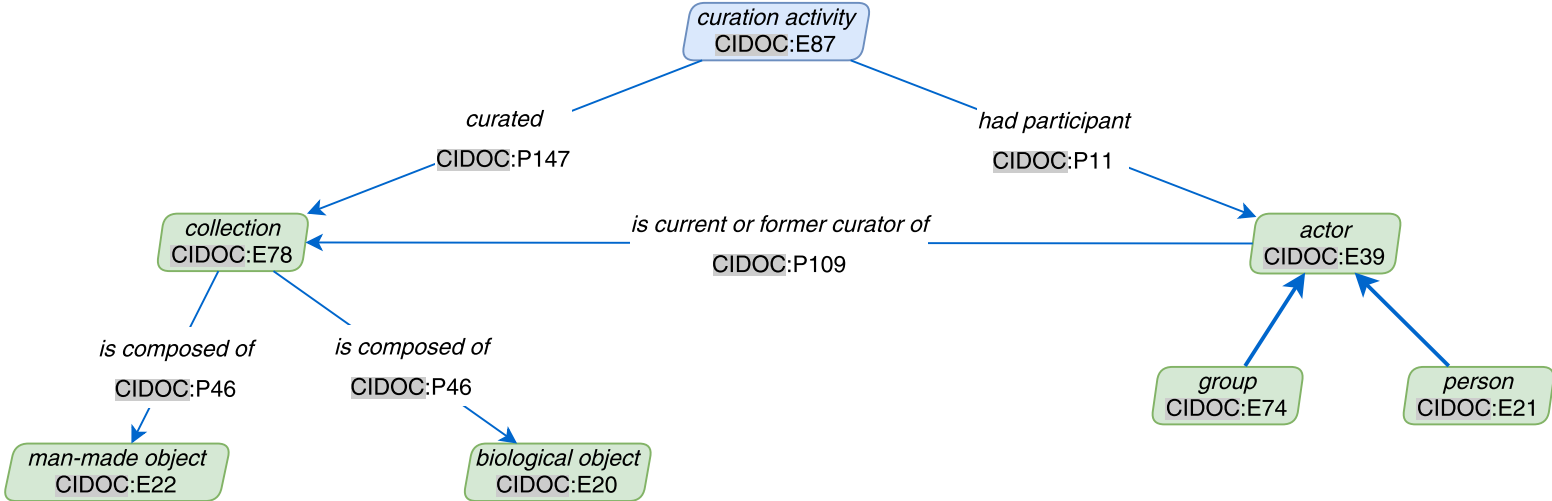 curation activity
CIDOC:E87
curated
CIDOC:P147
had participant
CIDOC:P11
collection
CIDOC:E78
is current or former curator of
CIDOC:P109
actor
CIDOC:E39
is composed of
CIDOC:P46
is composed of
CIDOC:P46
group
CIDOC:E74
person
CIDOC:E21
man-made object
CIDOC:E22
biological object
CIDOC:E20